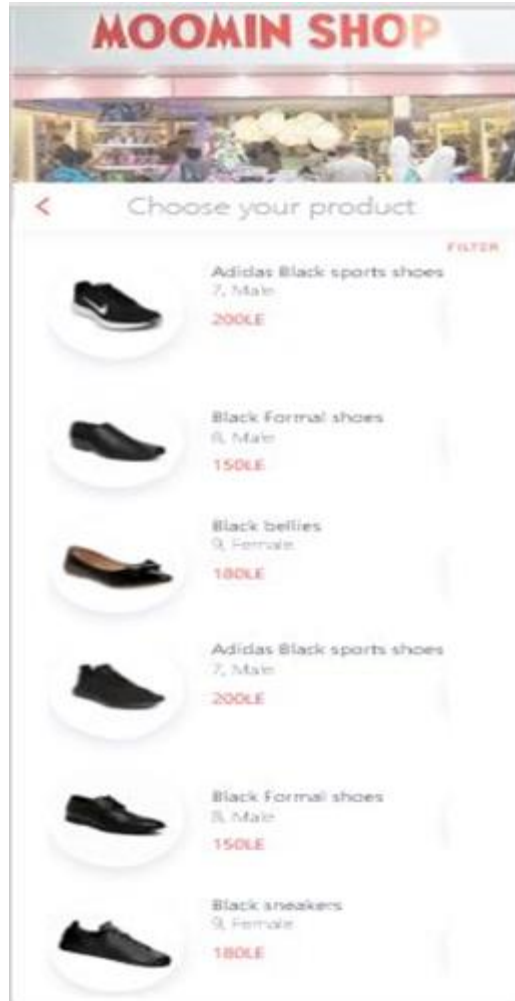 MOOMIN SHOP
Choose your product
FILTER
Adidas Black sports shoes
7, Male
200LE
Black Formal shoes
8, Male
150LE
Black bellies
9, Female
180LE
Adidas Black sports shoes
7, Male
200LE
Black Formal shoes
8, Male
150LE
Black sneakers
9, Female
180LE